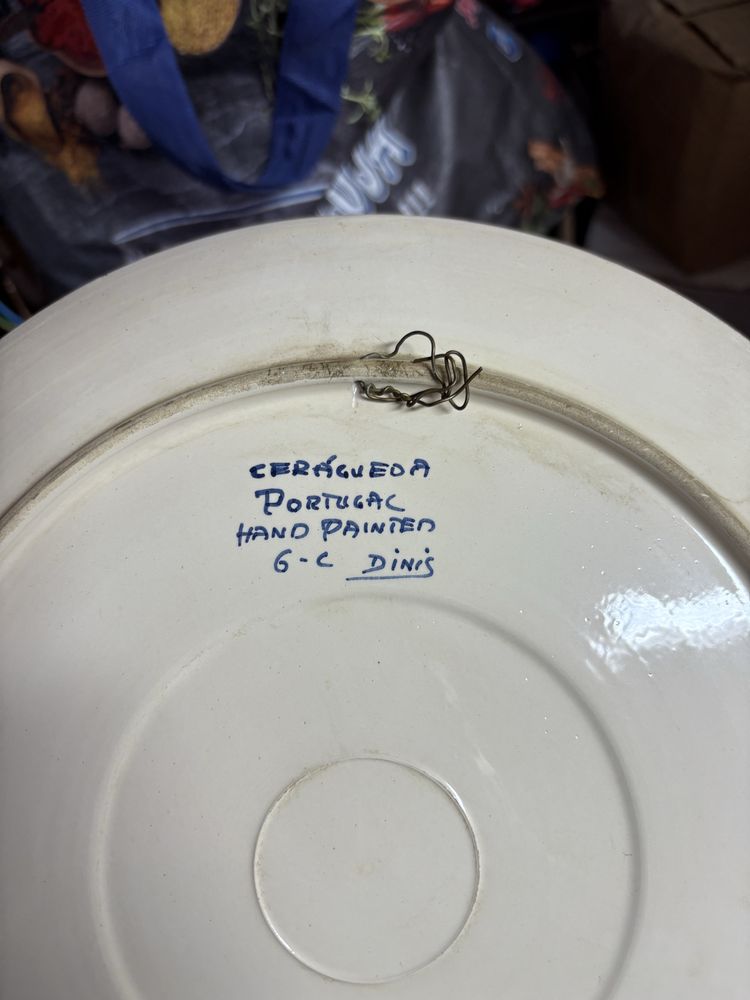 CERÁGUEDA
PORTUGAL
HAND PAINTED
6-C Dinis